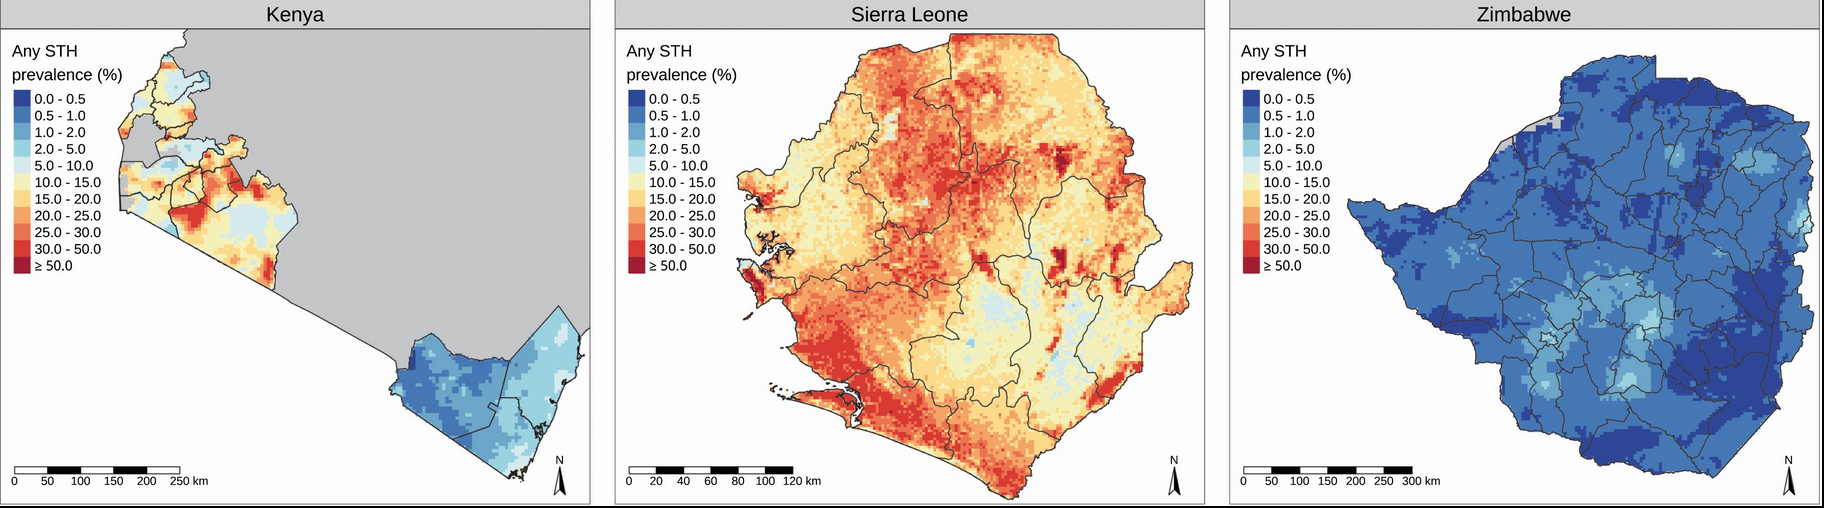 Kenya
Any STH
prevalence (%)
0.0 - 0.5
0.5 - 1.0
1.0 - 2.0
2.0 - 5.0
5.0 - 10.0
10.0 - 15.0
15.0 - 20.0
20.0 - 25.0
25.0 - 30.0
30.0 - 50.0
≥ 50.0
0 50 100 150 200 250 km
N
Sierra Leone
Any STH
prevalence (%)
0.0 - 0.5
0.5 - 1.0
1.0 - 2.0
2.0 - 5.0
5.0 - 10.0
10.0 - 15.0
15.0 - 20.0
20.0 - 25.0
25.0 - 30.0
30.0 - 50.0
≥ 50.0
0 20 40 60 80 100 120 km
N
Zimbabwe
Any STH
prevalence (%)
0.0 - 0.5
0.5 - 1.0
1.0 - 2.0
2.0 - 5.0
5.0 - 10.0
10.0 - 15.0
15.0 - 20.0
20.0 - 25.0
25.0 - 30.0
30.0 - 50.0
≥ 50.0
0 50 100 150 200 250 300 km
N